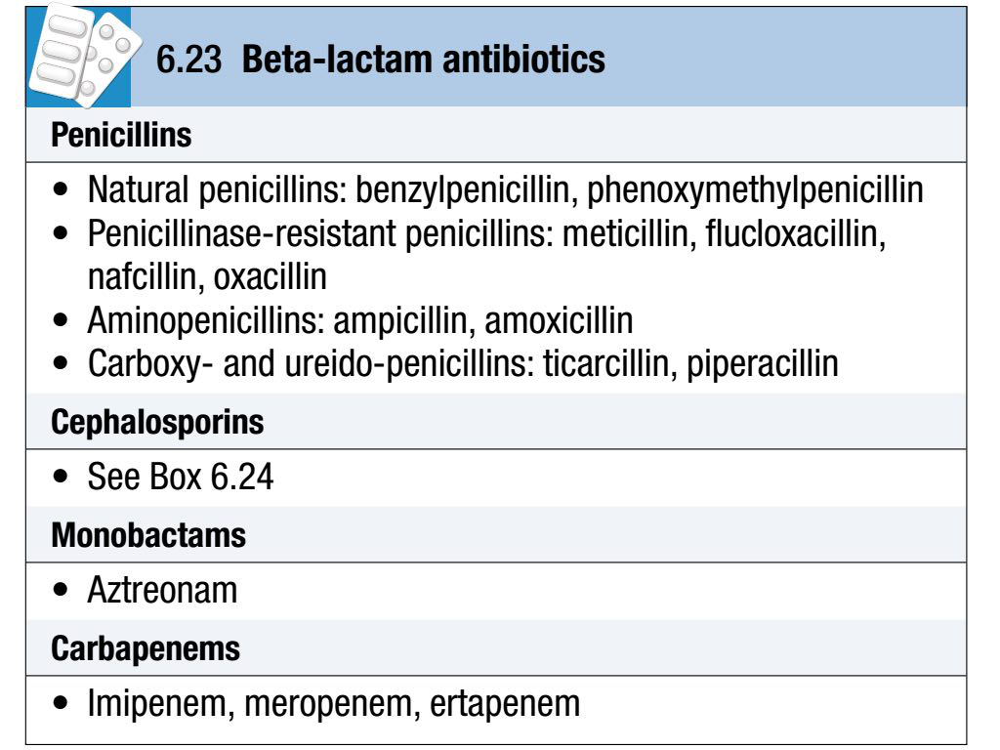 6.23 Beta-lactam antibiotics
Penicillins
• Natural penicillins: benzylpenicillin, phenoxymethylpenicillin
• Penicillinase-resistant penicillins: meticillin, flucloxacillin,
nafcillin, oxacillin
• Aminopenicillins: ampicillin, amoxicillin
• Carboxy- and ureido-penicillins: ticarcillin, piperacillin
Cephalosporins
• See Box 6.24
Monobactams
• Aztreonam
Carbapenems
• Imipenem, meropenem, ertapenem